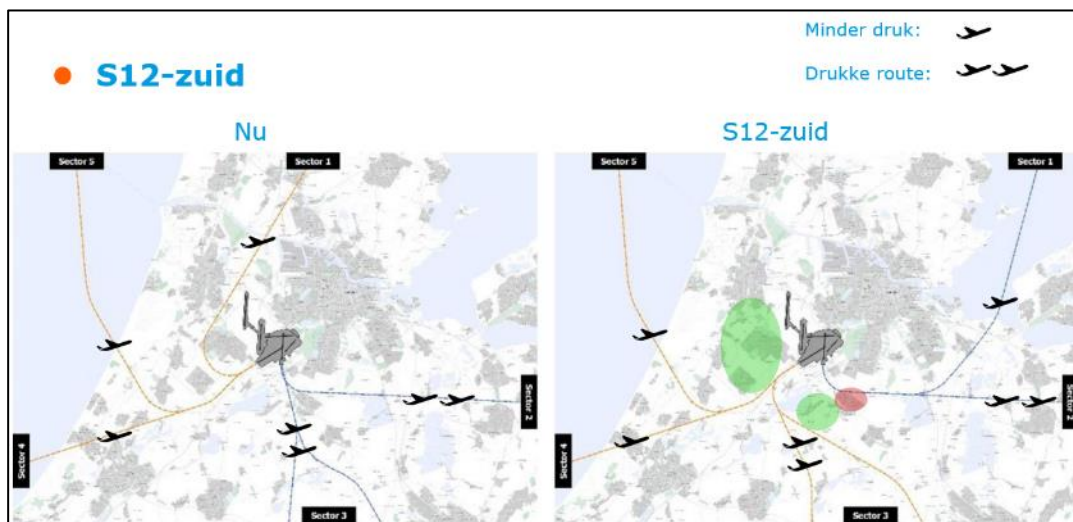 Minder druk:
S12-zuid
Drukke route:
Nu
S12-zuid
Sector 5
Sector 1
Sector 5
Sector 1
Sector 2
Sector 2
Sector 4
Sector 4
Sector 3
Sector 3